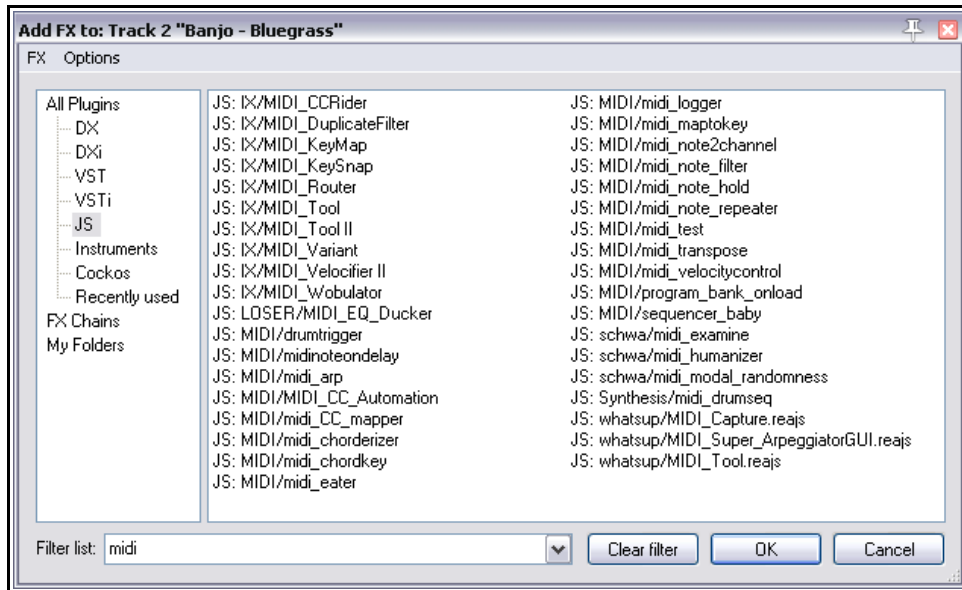 Add FX to: Track 2 "Banjo - Bluegrass"
FX Options
All Plugins
DX
DXi
VST
VSTi
JS
Instruments
Cockos
Recently used
FX Chains
My Folders
JS: IX/MIDI_CCRider
JS: IX/MIDI_DuplicateFilter
JS: IX/MIDI_KeyMap
JS: IX/MIDI_KeySnap
JS: IX/MIDI_Router
JS: IX/MIDI_Tool
JS: IX/MIDI_Tool II
JS: IX/MIDI_Variant
JS: IX/MIDI_Velocifier II
JS: IX/MIDI_Wobulator
JS: LOSER/MIDI_EQ_Ducker
JS: MIDI/drumtrigger
JS: MIDI/midinoteondelay
JS: MIDI/midi_arp
JS: MIDI/MIDI_CC_Automation
JS: MIDI/midi_CC_mapper
JS: MIDI/midi_chorderizer
JS: MIDI/midi_chordkey
JS: MIDI/midi_eater
JS: MIDI/midi_logger
JS: MIDI/midi_maptokey
JS: MIDI/midi_note2channel
JS: MIDI/midi_note_filter
JS: MIDI/midi_note_hold
JS: MIDI/midi_note_repeater
JS: MIDI/midi_test
JS: MIDI/midi_transpose
JS: MIDI/midi_velocitycontrol
JS: MIDI/program_bank_onload
JS: MIDI/sequencer_baby
JS: schwa/midi_examine
JS: schwa/midi_humanizer
JS: schwa/midi_modal_randomness
JS: Synthesis/midi_drumseq
JS: whatsup/MIDI_Capture.reajs
JS: whatsup/MIDI_Super_ArpeggiatorGUI.reajs
JS: whatsup/MIDI_Tool.reajs
Filter list: midi Clear filter OK Cancel